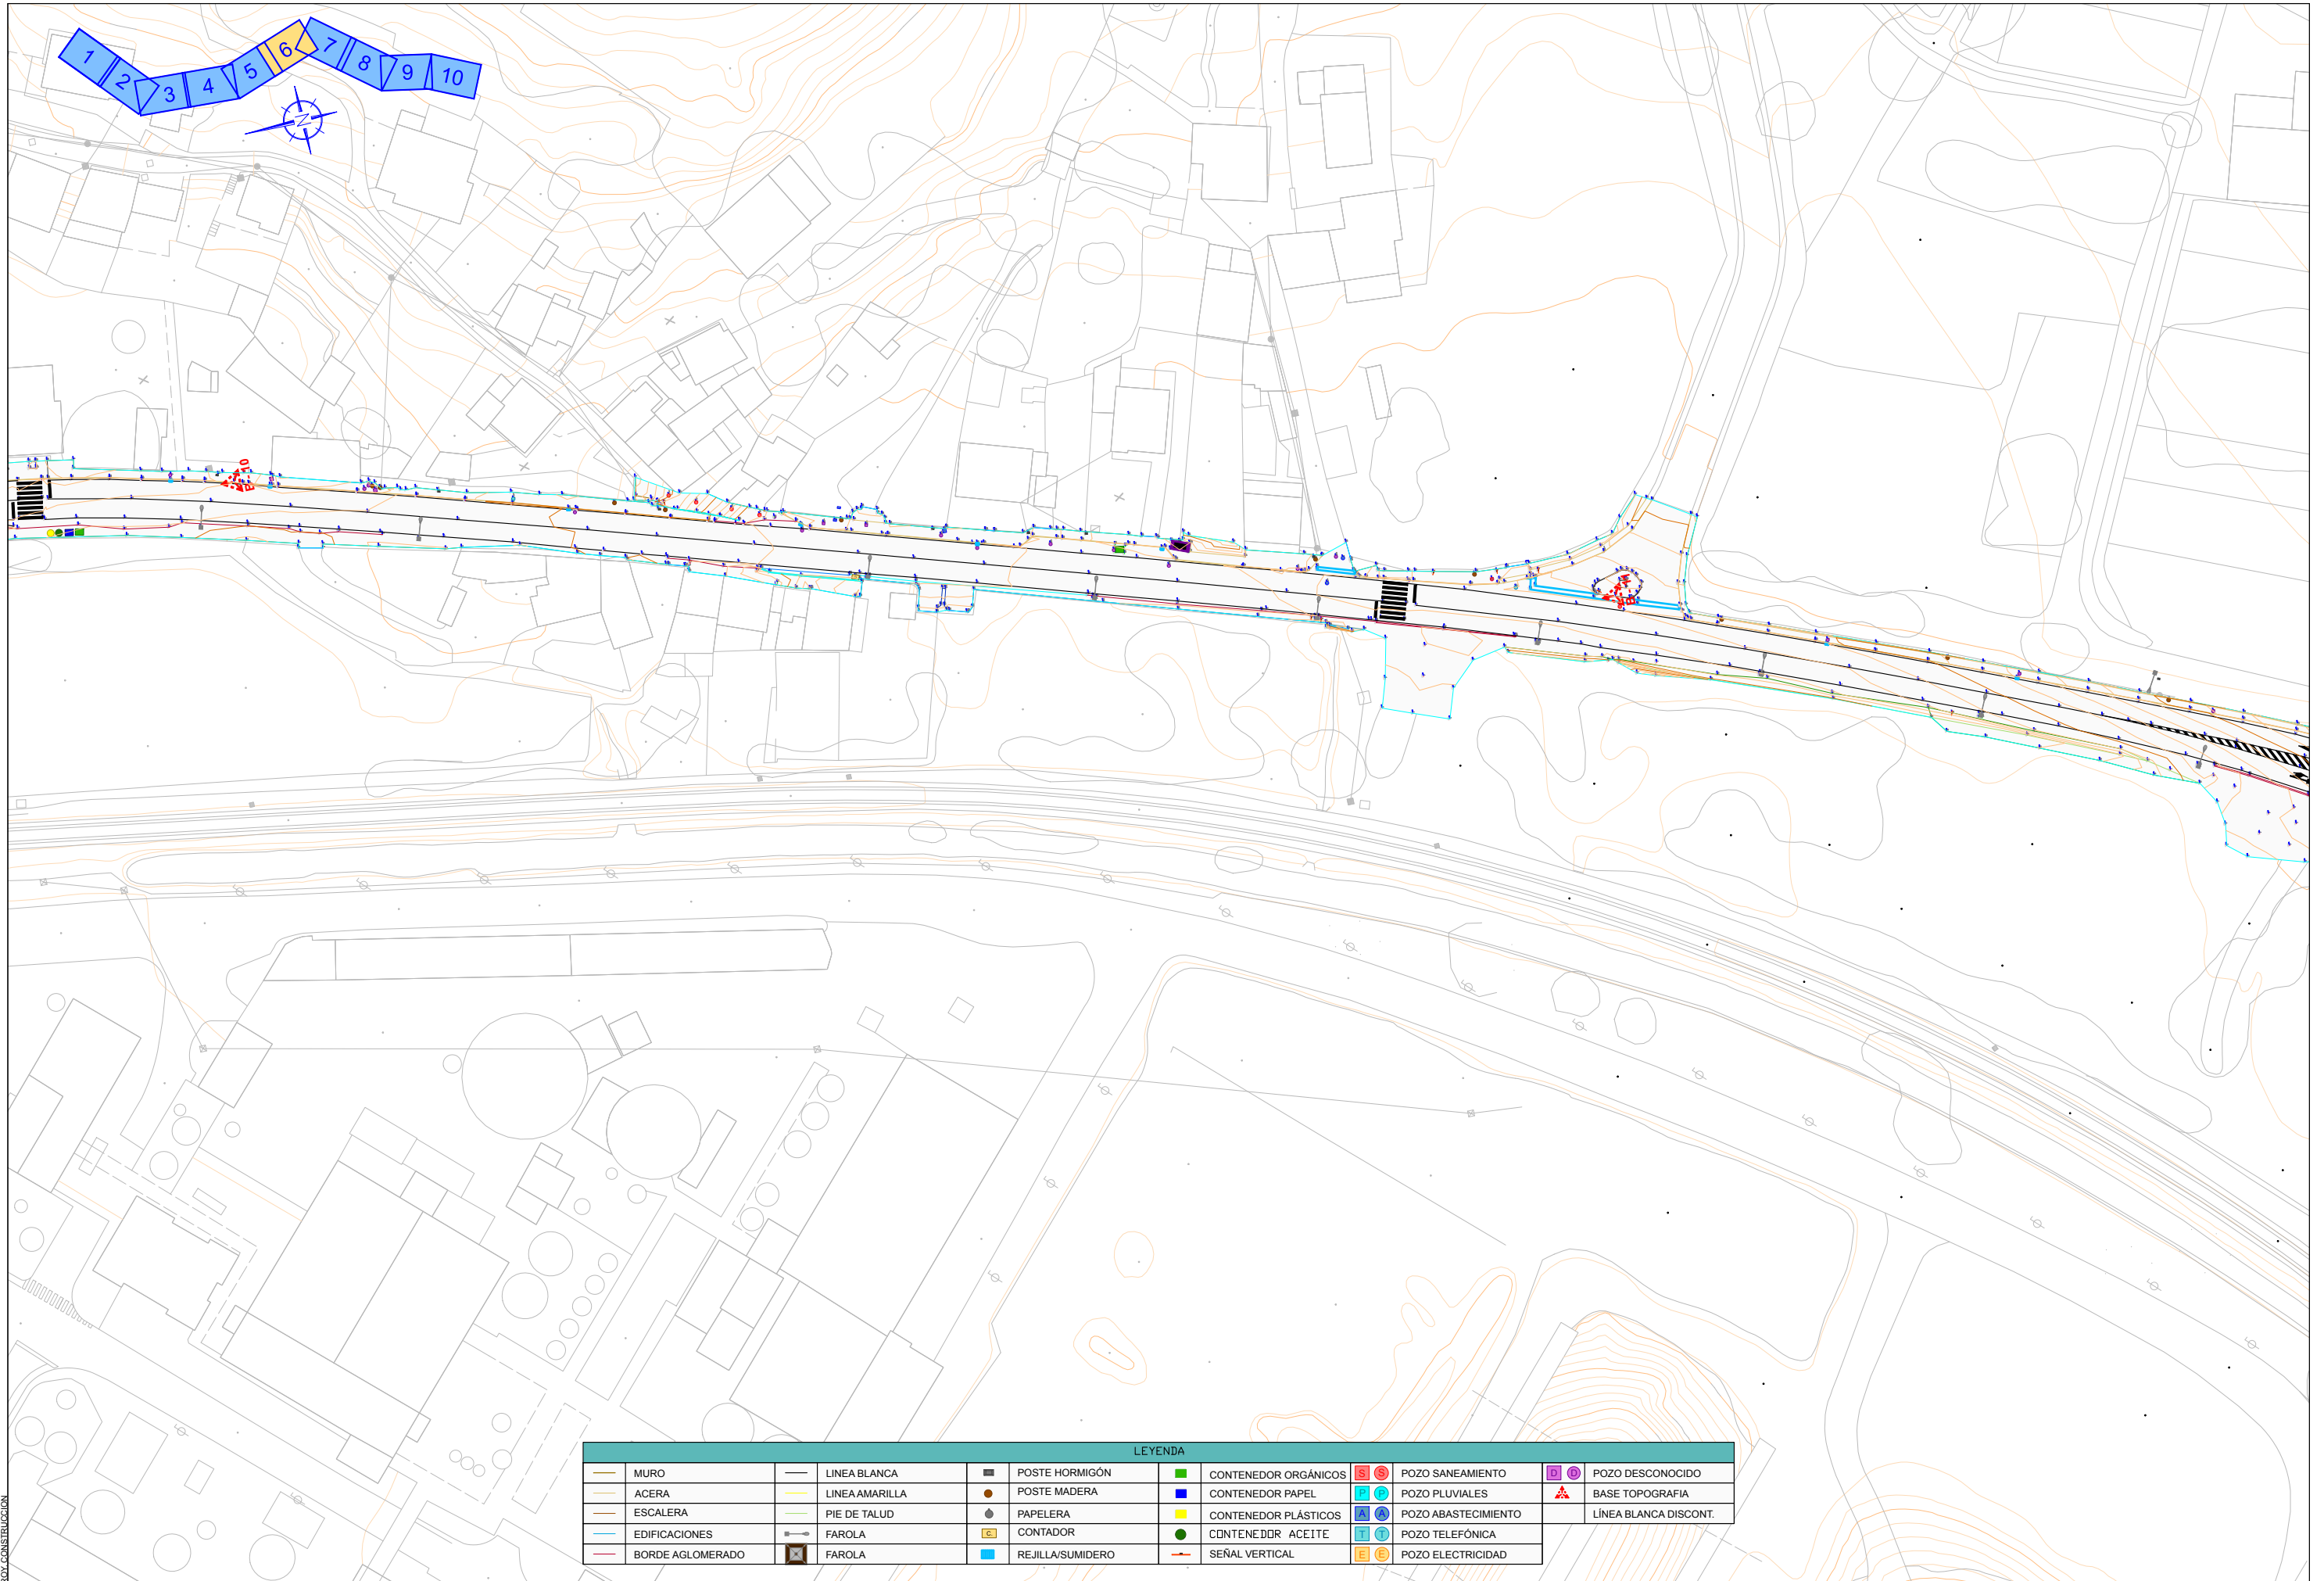 1
2
3
4
5
6
7
8
9
10
N
LEYENDA
MURO
LINEA BLANCA
POSTE HORMIGÓN
CONTENEDOR ORGÁNICOS
S S POZO SANEAMIENTO
D D POZO DESCONOCIDO
ACERA
LINEA AMARILLA
POSTE MADERA
CONTENEDOR PAPEL
P P POZO PLUVIALES
BASE TOPOGRAFIA
ESCALERA
PIE DE TALUD
PAPELERA
CONTENEDOR PLÁSTICOS
A A POZO ABASTECIMIENTO
LÍNEA BLANCA DISCONT.
EDIFICACIONES
FAROLA
C. CONTADOR
CONTENEDOR ACEITE
T T POZO TELEFÓNICA
BORDE AGLOMERADO
FAROLA
REJILLA/SUMIDERO
SEÑAL VERTICAL
E E POZO ELECTRICIDAD